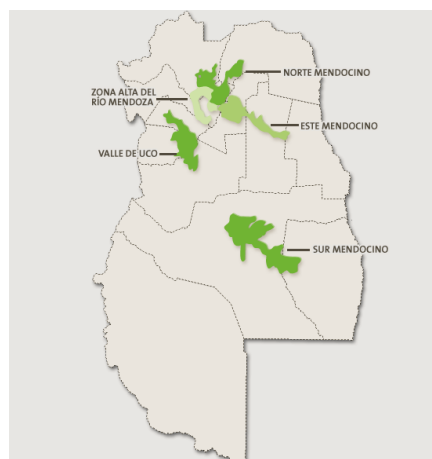 NORTE MENDOCINO
ZONA ALTA DEL
RÍO MENDOZA
ESTE MENDOCINO
VALLE DE UCO
SUR MENDOCINO